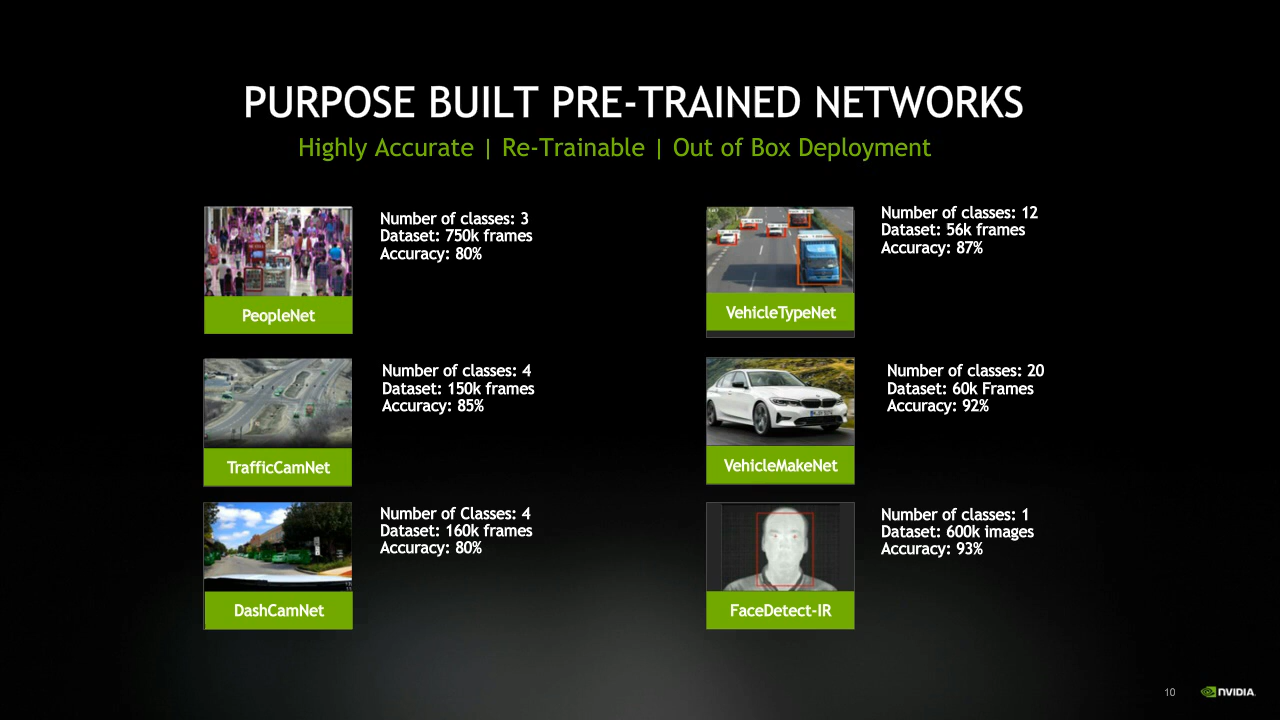 PURPOSE BUILT PRE-TRAINED NETWORKS
Highly Accurate | Re-Trainable | Out of Box Deployment
Number of classes: 3
Dataset: 750k frames
Accuracy: 80%
PeopleNet
Number of classes: 12
Dataset: 56k frames
Accuracy: 87%
VehicleTypeNet
Number of classes: 4
Dataset: 150k frames
Accuracy: 85%
TrafficCamNet
Number of classes: 20
Dataset: 60k Frames
Accuracy: 92%
VehicleMakeNet
Number of Classes: 4
Dataset: 160k frames
Accuracy: 80%
DashCamNet
Number of classes: 1
Dataset: 600k images
Accuracy: 93%
FaceDetect-IR
10
NVIDIA